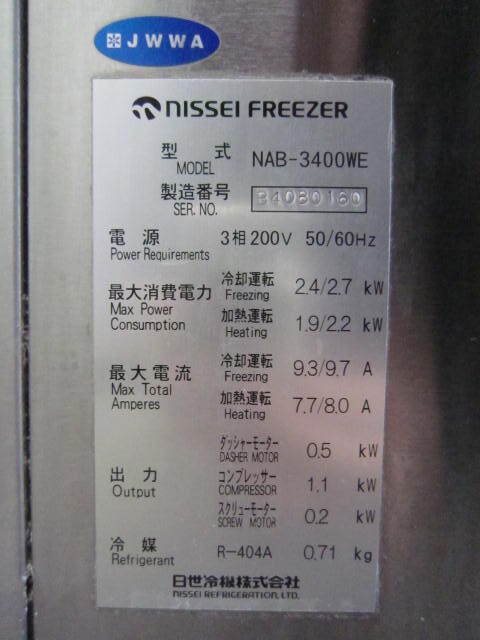 JWWA
NISSEI FREEZER
型式 NAB-3400WE
MODEL
製造番号 34080160
SER. NO.
電源 3相200V 50/60Hz
Power Requirements
最大消費電力 冷却運転 2.4/2.7 kW
Max Power Freezing
Consumption 加熱運転 1.9/2.2 kW
Heating
最大電流 冷却運転 9.3/9.7 A
Max Total Freezing
Amperes 加熱運転 7.7/8.0 A
Heating
ダッシャーモーター 0.5 kW
DASHER MOTOR
出力 コンプレッサー 1.1 kW
Output COMPRESSOR
スクリューモーター 0.2 kW
SCREW MOTOR
冷媒 R-404A 0.71 kg
Refrigerant
日世冷機株式会社
NISSEI REFRIGERATION, LTD.